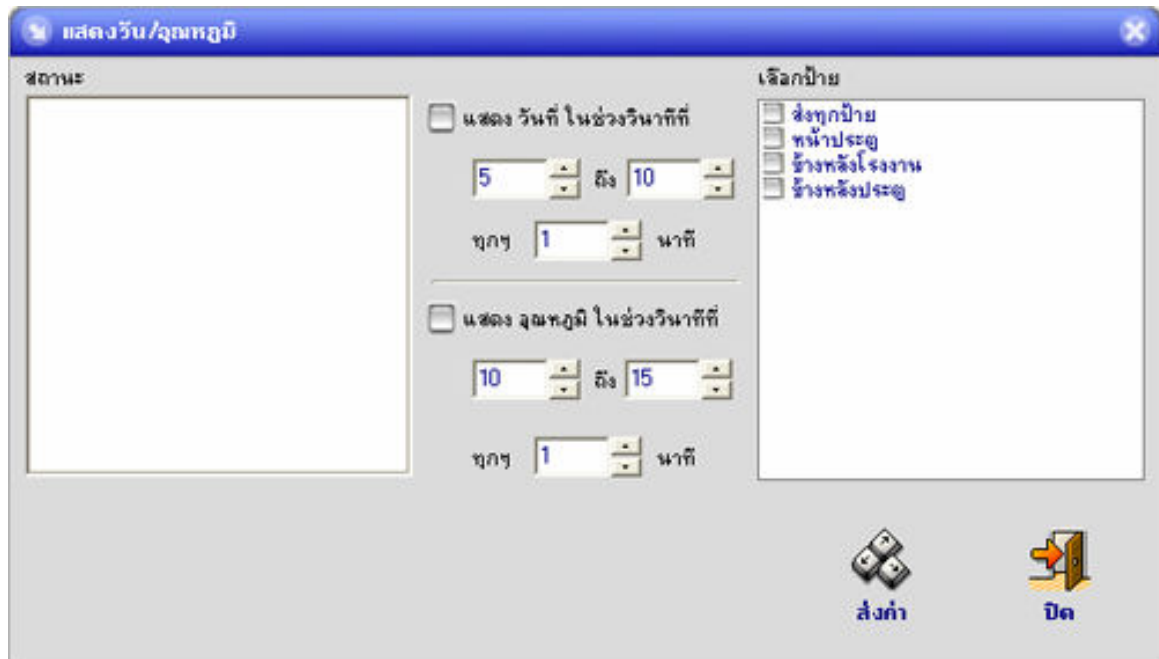 แสดงวัน/อุณหภูมิ
สถานะ
แสดง วันที่ ในช่วงวินาทีที่
5 ถึง 10
ทุกๆ 1 นาที
แสดง อุณหภูมิ ในช่วงวินาทีที่
10 ถึง 15
ทุกๆ 1 นาที
เลือกป้าย
ส่งทุกป้าย
หน้าประตู
ข้างหลังโรงงาน
ข้างหลังประตู
ส่งค่า
ปิด